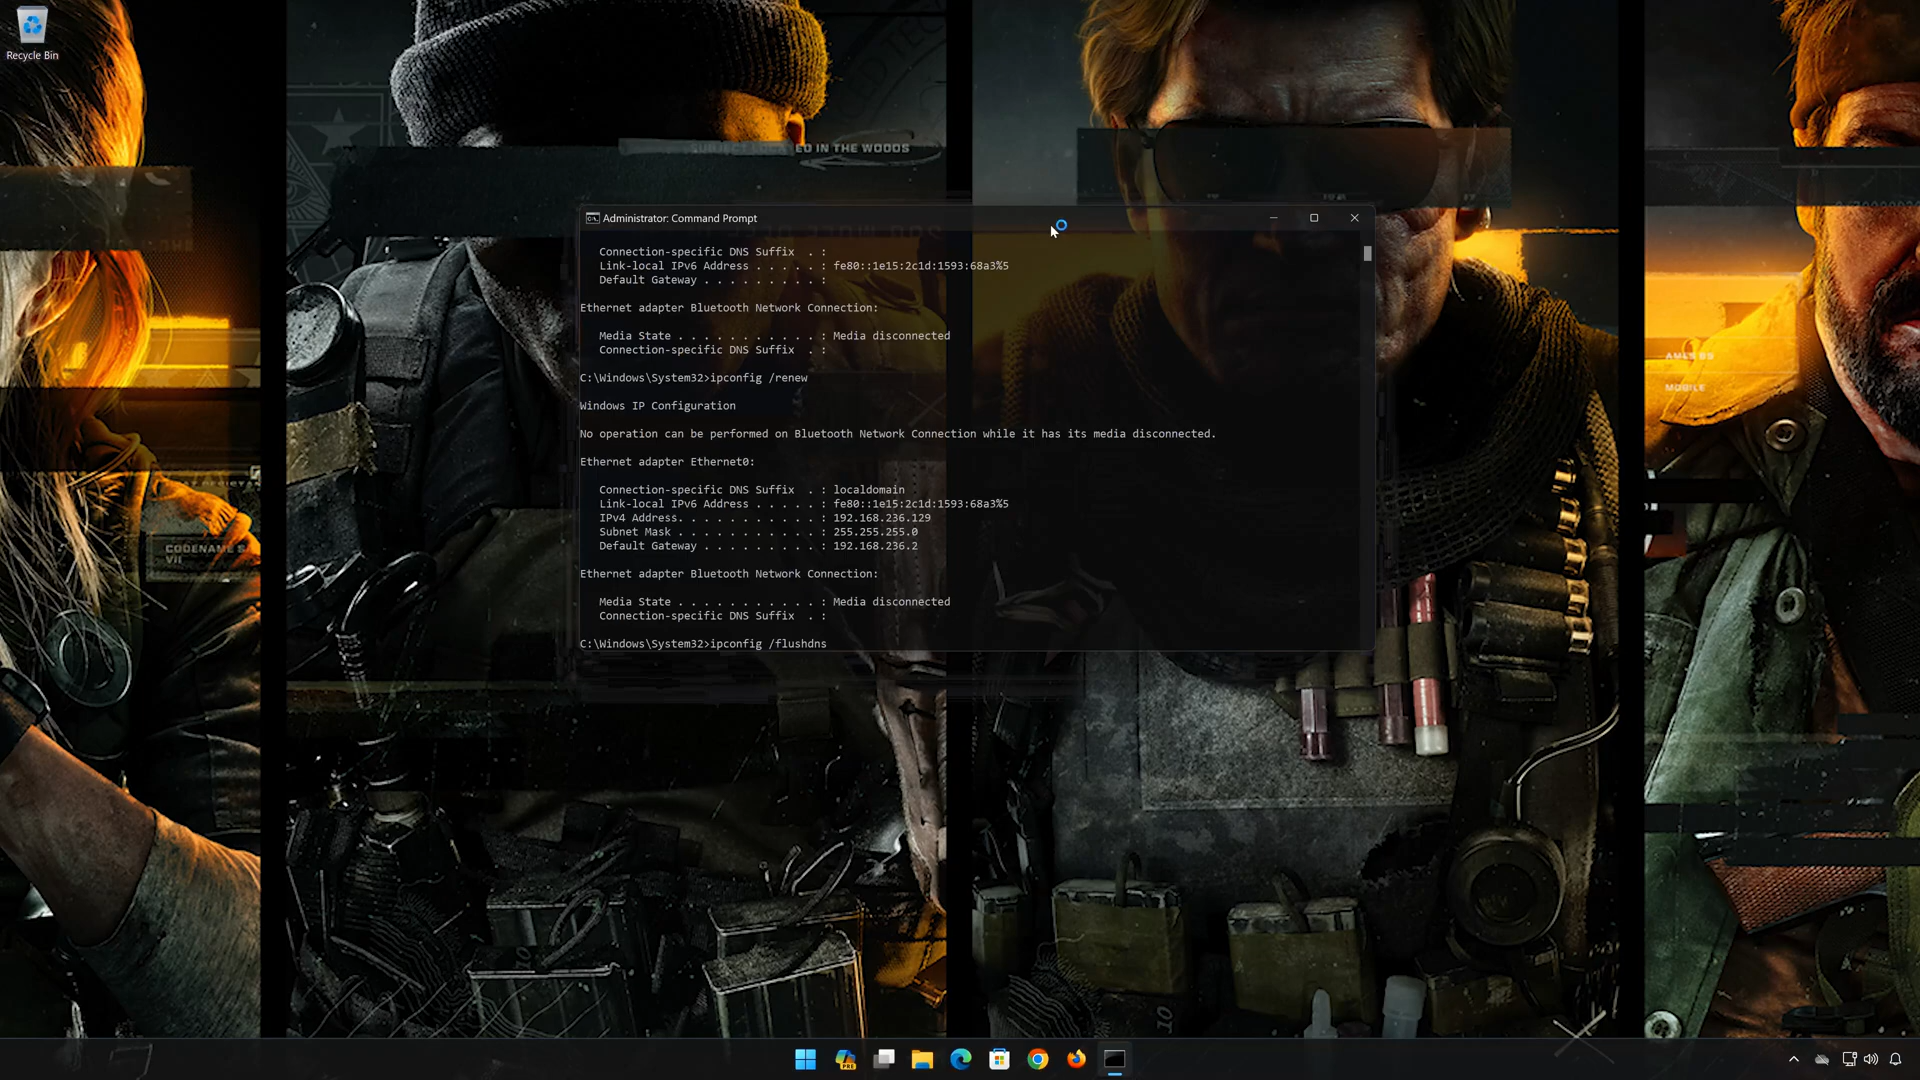 Recycle Bin
ED IN THE WOODS
Administrator: Command Prompt
Connection-specific DNS Suffix . :
Link-local IPv6 Address . . . . . : fe80::1e15:2c1d:1593:68a3%5
Default Gateway . . . . . . . . . :
Ethernet adapter Bluetooth Network Connection:
Media State . . . . . . . . . . . : Media disconnected
Connection-specific DNS Suffix . :
C:\Windows\System32>ipconfig /renew
Windows IP Configuration
No operation can be performed on Bluetooth Network Connection while it has its media disconnected.
Ethernet adapter Ethernet0:
Connection-specific DNS Suffix . : localdomain
Link-local IPv6 Address . . . . . : fe80::1e15:2c1d:1593:68a3%5
IPv4 Address. . . . . . . . . . . : 192.168.236.129
Subnet Mask . . . . . . . . . . . : 255.255.255.0
Default Gateway . . . . . . . . . : 192.168.236.2
Ethernet adapter Bluetooth Network Connection:
Media State . . . . . . . . . . . : Media disconnected
Connection-specific DNS Suffix . :
C:\Windows\System32>ipconfig /flushdns
MOBILE
CODENAME S
VII
10
PRE